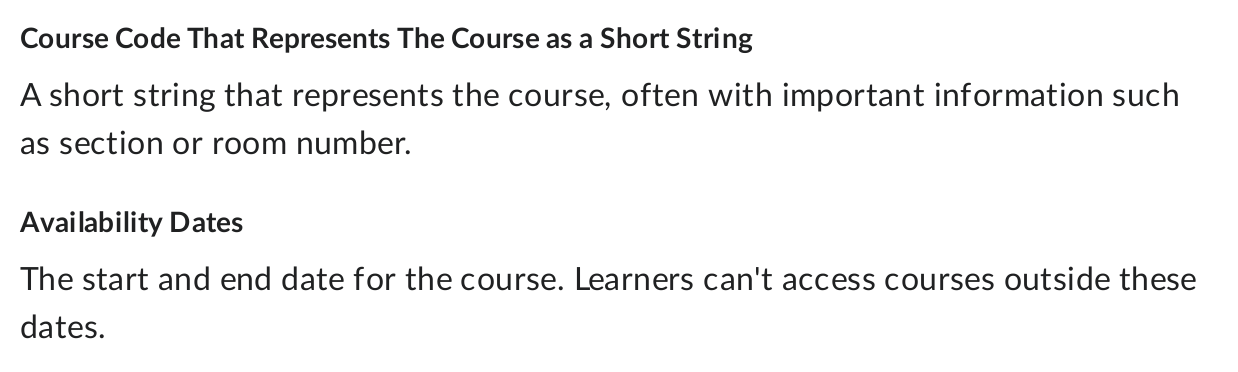 Course Code That Represents The Course as a Short String
A short string that represents the course, often with important information such
as section or room number.
Availability Dates
The start and end date for the course. Learners can't access courses outside these
dates.